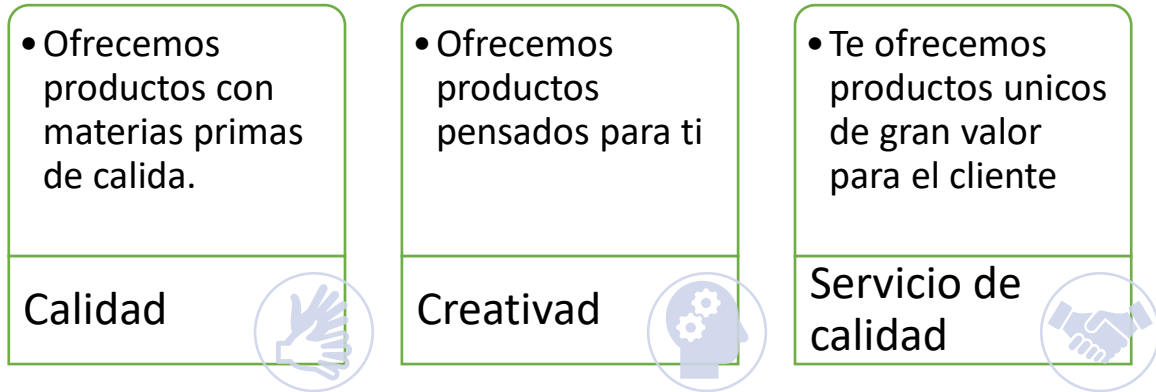 •Ofrecemos
productos con
materias primas
de calida.
Calidad
•Ofrecemos
productos
pensados para ti
Creativad
•Te ofrecemos
productos unicos
de gran valor
para el cliente
Servicio de
calidad